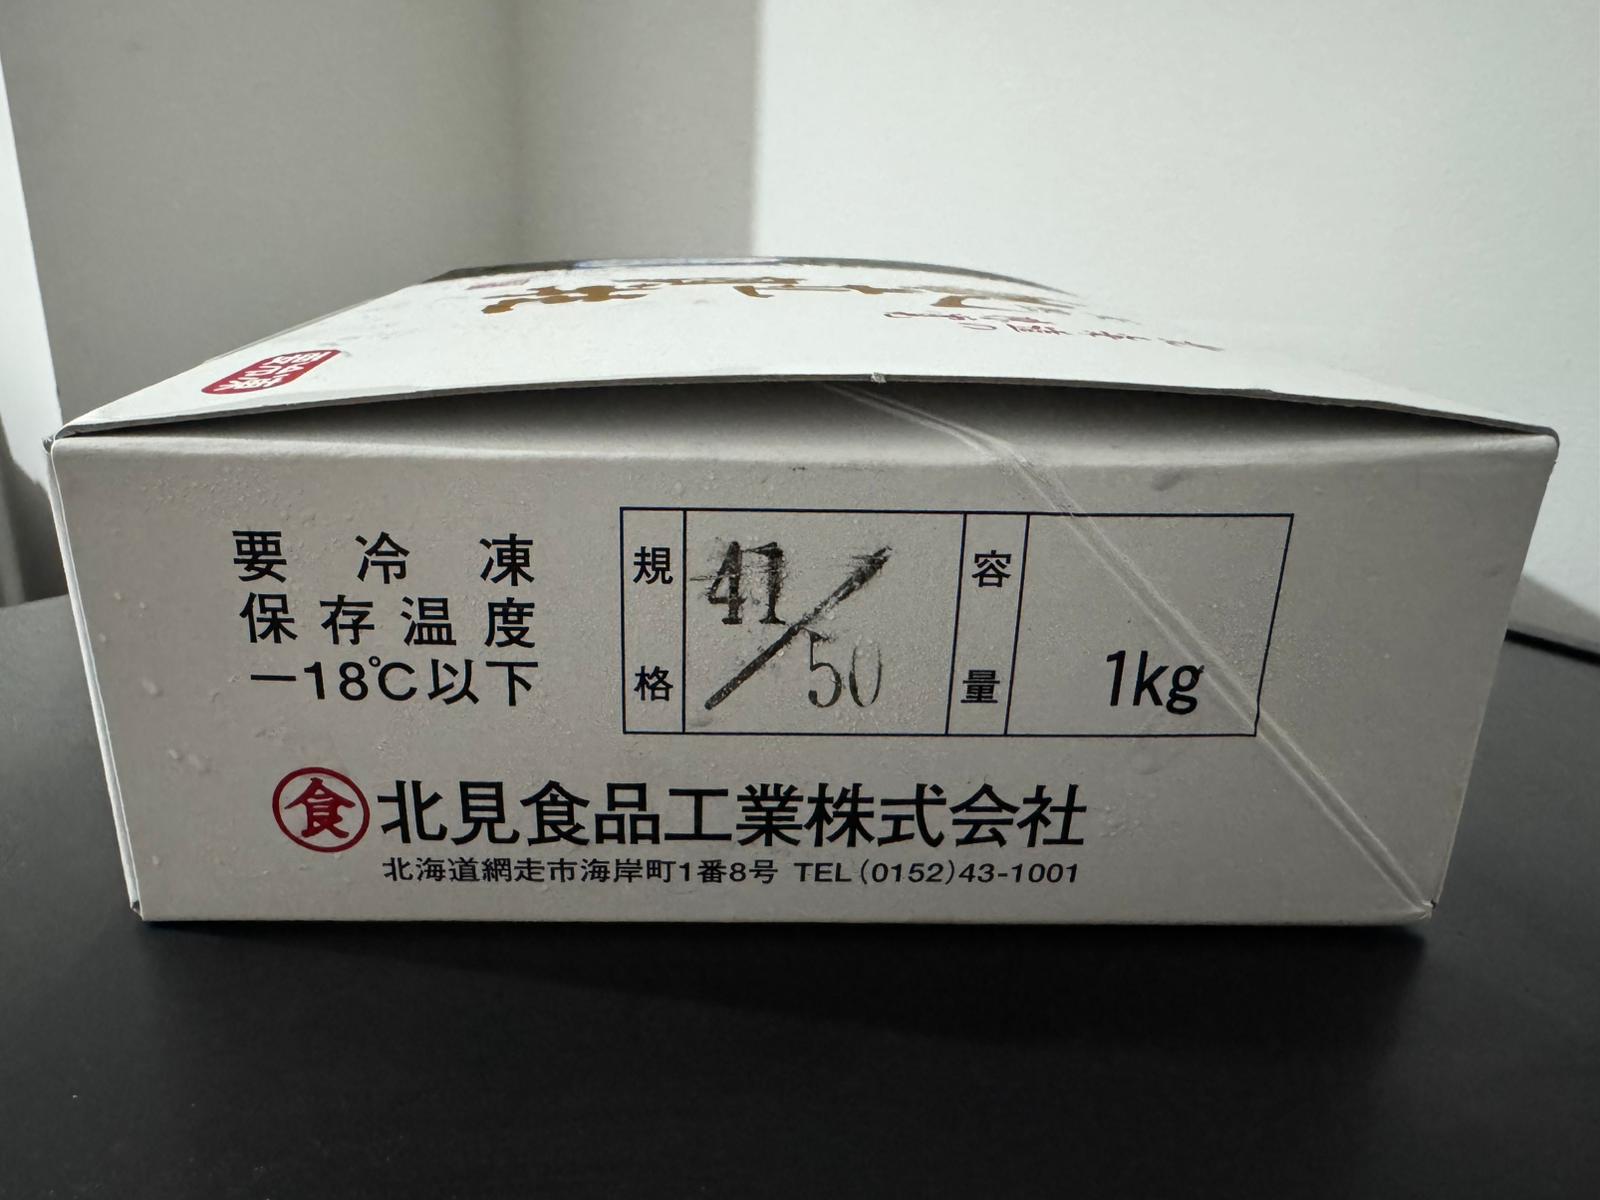 要冷凍
保存温度
−18℃以下
規格 41/50 容量 1kg
食 北見食品工業株式会社
北海道網走市海岸町1番8号 TEL(0152)43-1001